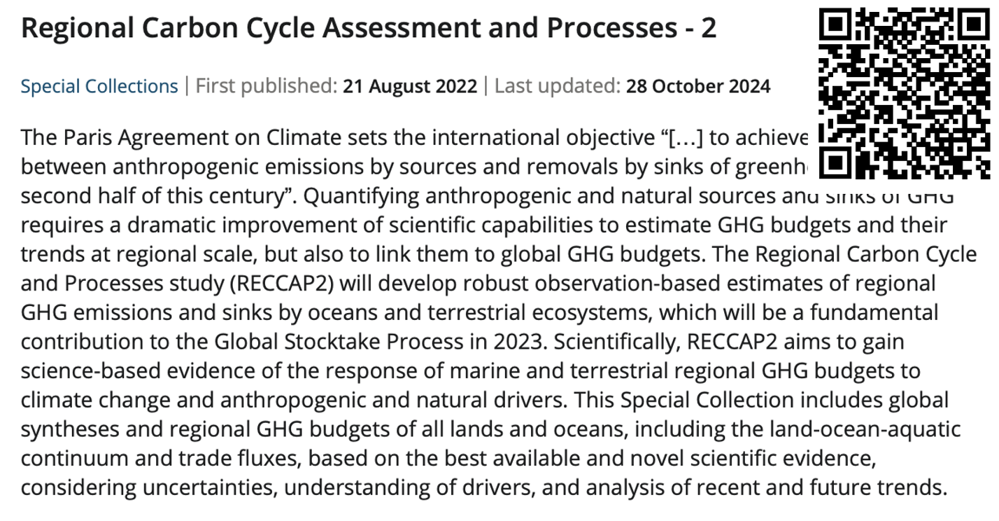 Regional Carbon Cycle Assessment and Processes - 2
Special Collections | First published: 21 August 2022 | Last updated: 28 October 2024
The Paris Agreement on Climate sets the international objective “[…] to achieve
between anthropogenic emissions by sources and removals by sinks of
second half of this century”. Quantifying anthropogenic and natural sources and sinks of GHG
requires a dramatic improvement of scientific capabilities to estimate GHG budgets and their
trends at regional scale, but also to link them to global GHG budgets. The Regional Carbon Cycle
and Processes study (RECCAP2) will develop robust observation-based estimates of regional
GHG emissions and sinks by oceans and terrestrial ecosystems, which will be a fundamental
contribution to the Global Stocktake Process in 2023. Scientifically, RECCAP2 aims to gain
science-based evidence of the response of marine and terrestrial regional GHG budgets to
climate change and anthropogenic and natural drivers. This Special Collection includes global
syntheses and regional GHG budgets of all lands and oceans, including the land-ocean-aquatic
continuum and trade fluxes, based on the best available and novel scientific evidence,
considering uncertainties, understanding of drivers, and analysis of recent and future trends.